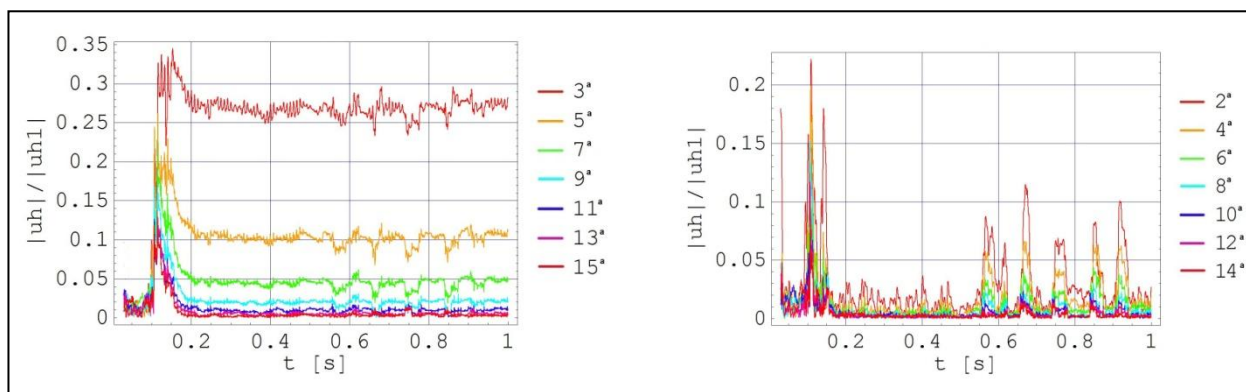 |uh|/|uh1|
0.35
0.3
0.25
0.2
0.15
0.1
0.05
0
0.2 0.4 0.6 0.8 1
t [s]
3ª
5ª
7ª
9ª
11ª
13ª
15ª
|uh|/|uh1|
0.2
0.15
0.1
0.05
0
0.2 0.4 0.6 0.8 1
t [s]
2ª
4ª
6ª
8ª
10ª
12ª
14ª